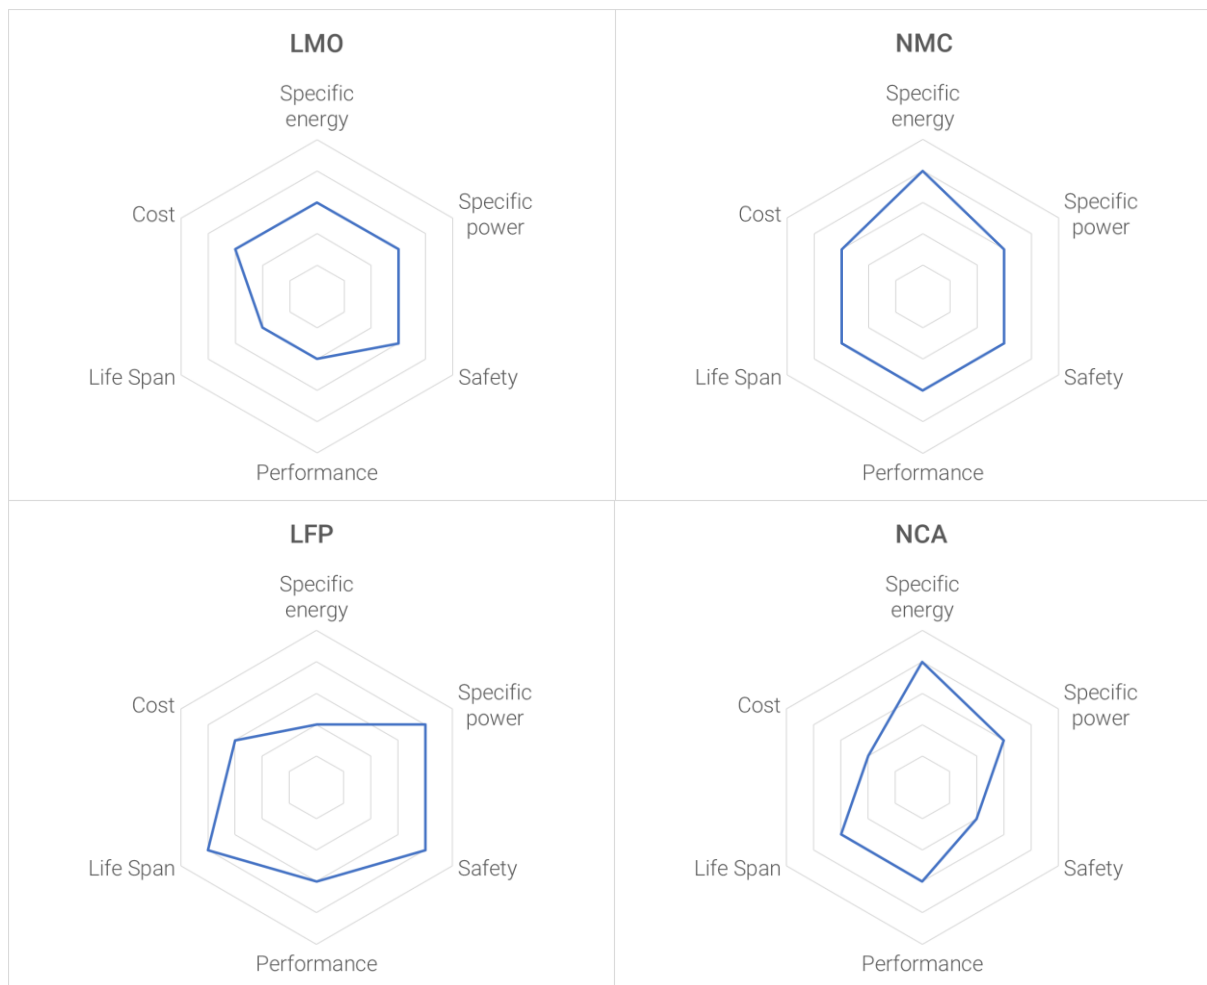 LMO
Specific
energy
Specific
power
Cost
Safety
Life Span
Performance
NMC
Specific
energy
Specific
power
Cost
Safety
Life Span
Performance
LFP
Specific
energy
Specific
power
Cost
Safety
Life Span
Performance
NCA
Specific
energy
Specific
power
Cost
Safety
Life Span
Performance